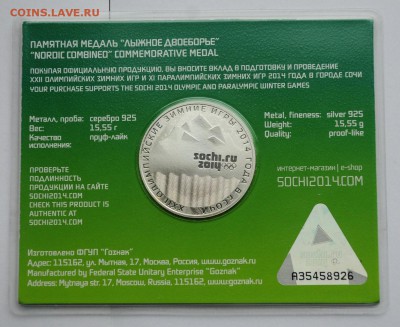 COINS.LAVE.RU
ПАМЯТНАЯ МЕДАЛЬ "ЛЫЖНОЕ ДВОЕБОРЬЕ"
"NORDIC COMBINED" COMMEMORATIVE MEDAL
ПОКУПАЯ ОФИЦИАЛЬНУЮ ПРОДУКЦИЮ, ВЫ ВНОСИТЕ ВКЛАД В ПОДГОТОВКУ И ПРОВЕДЕНИЕ
XXII ОЛИМПИЙСКИХ ЗИМНИХ ИГР И XI ПАРАЛИМПИЙСКИХ ЗИМНИХ ИГР 2014 ГОДА В ГОРОДЕ СОЧИ
YOUR PURCHASE SUPPORTS THE SOCHI 2014 OLYMPIC AND PARALYMPIC WINTER GAMES
Металл, проба: серебро 925
Вес: 15,55 г
Качество пруф-лайк
исполнения:
Metal, fineness: silver 925
Weight: 15,55g
Quality: proof-like
XXII ОЛИМПИЙСКИЕ ЗИМНИЕ ИГРЫ 2014 ГОДА В СОЧИ
sochi.ru
2014
ПРОВЕРЬТЕ
ПОДЛИННОСТЬ
ПРОДУКЦИИ НА САЙТЕ
SOCHI2014.COM
CHECK THIS PRODUCT IS
AUTHENTIC AT
SOCHI2014.COM
ИНТЕРНЕТ-МАГАЗИН | E-SHOP
SOCHI2014.COM
Изготовлено ФГУП "Гознак"
Адрес: 115162, ул. Мытная, 17, Москва, Россия, www.goznak.ru
Manufactured by Federal State Unitary Enterprise "Goznak"
Address: Mytnaya str. 17, Moscow, Russia, 115162, www.goznak.ru
A35458926